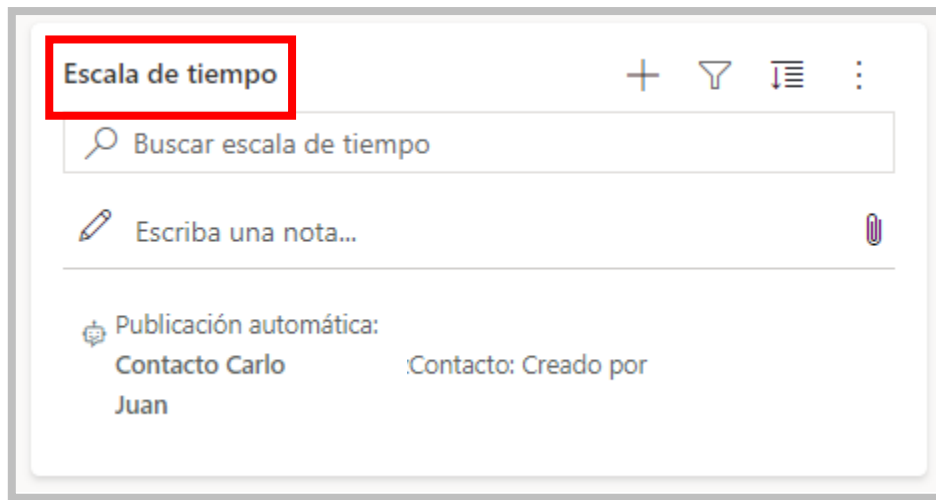 Escala de tiempo
Buscar escala de tiempo
Escriba una nota...
Publicación automática:
Contacto Carlo :Contacto: Creado por
Juan